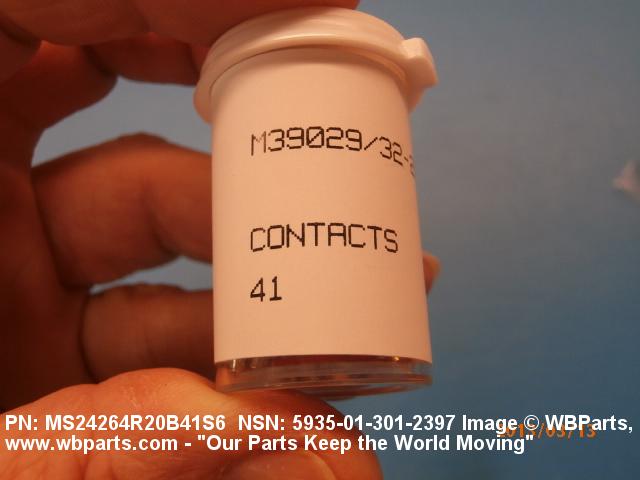 M39029/32-
CONTACTS
41
PN: MS24264R20B41S6 NSN: 5935-01-301-2397 Image © WBParts,
www.wbparts.com - "Our Parts Keep the World Moving"